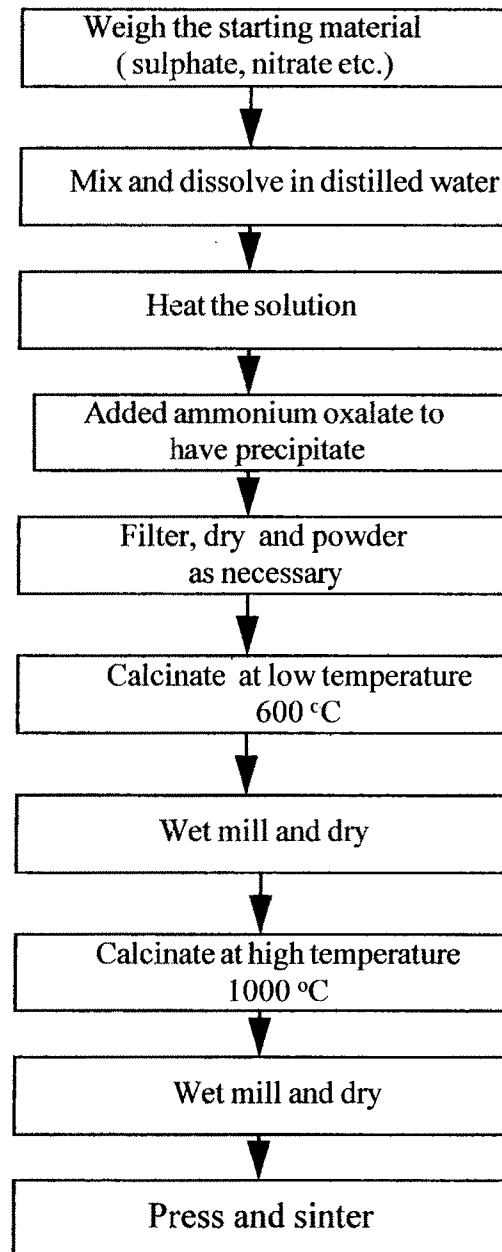 Weigh the starting material
( sulphate, nitrate etc.)
Mix and dissolve in distilled water
Heat the solution
Added ammonium oxalate to
have precipitate
Filter, dry and powder
as necessary
Calcinate at low temperature
600 °C
Wet mill and dry
Calcinate at high temperature
1000 °C
Wet mill and dry
Press and sinter